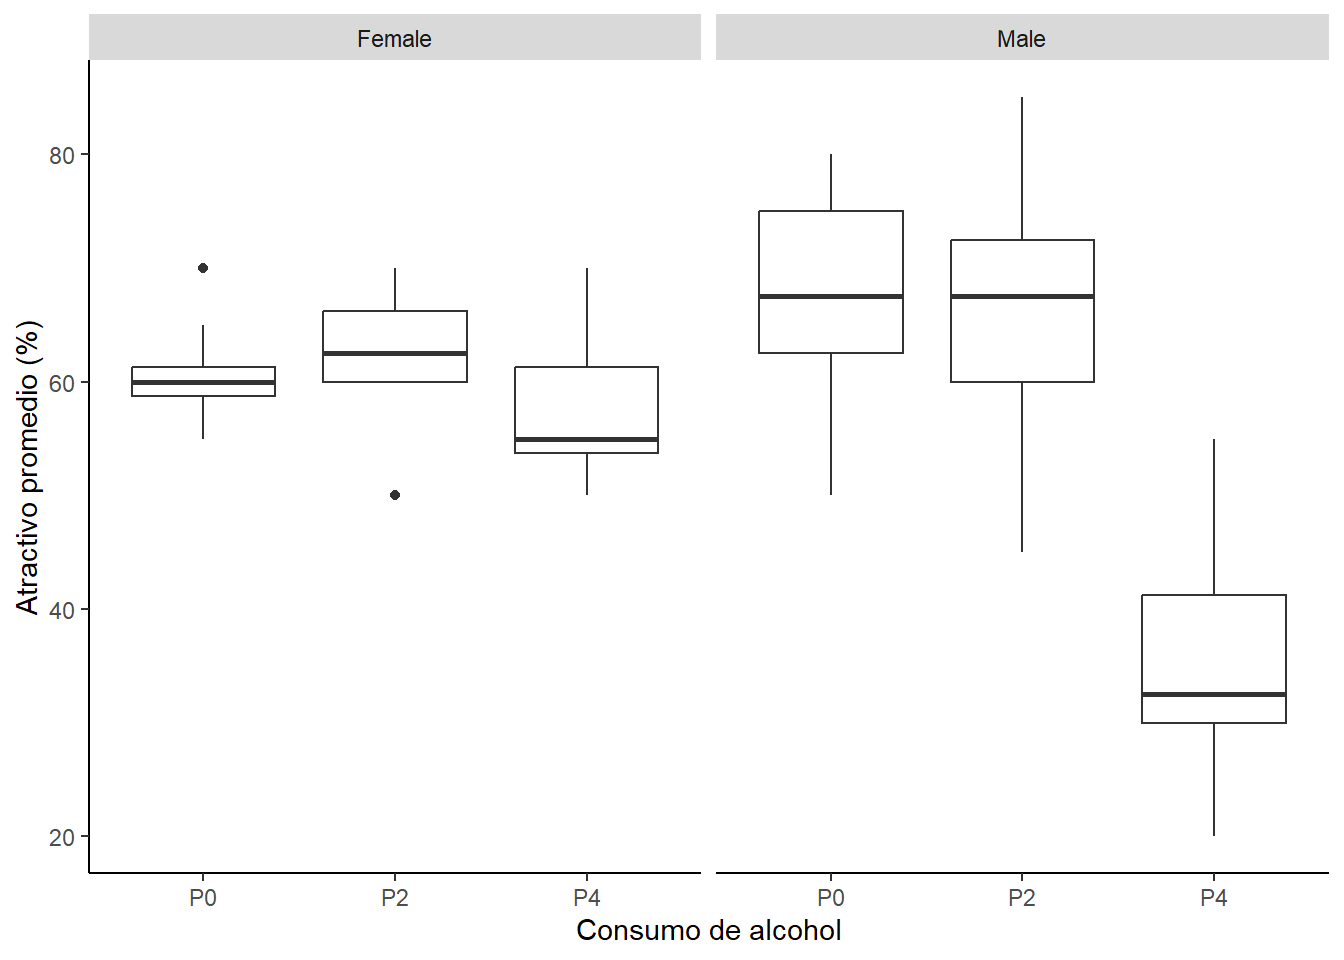 Female
Male
Atractivo promedio (%)
80
60
40
20
P0
P2
P4
P0
P2
P4
Consumo de alcohol